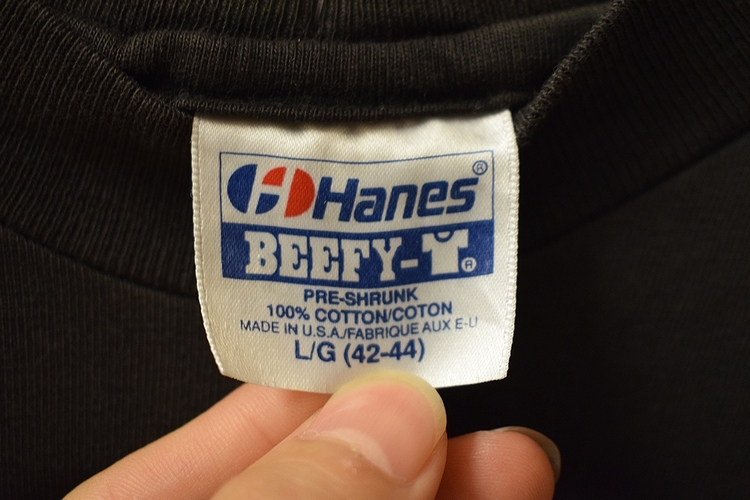 Hanes®
BEEFY-T®
PRE-SHRUNK
100% COTTON/COTON
MADE IN U.S.A./FABRIQUE AUX E-U
L/G (42-44)